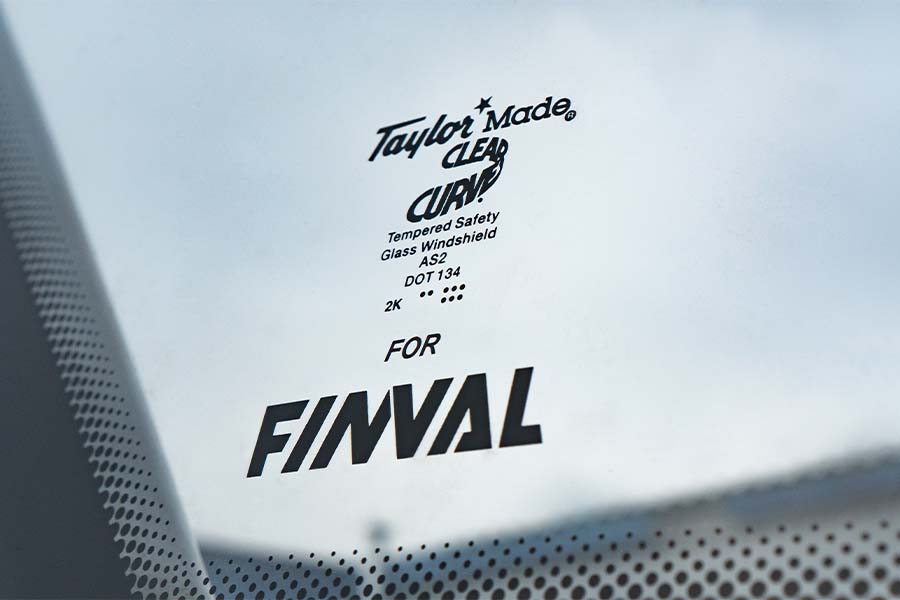 Taylor Made®
CLEAR
CURVE
Tempered Safety
Glass Windshield
AS2
DOT 134
2K
FOR
FINVAL